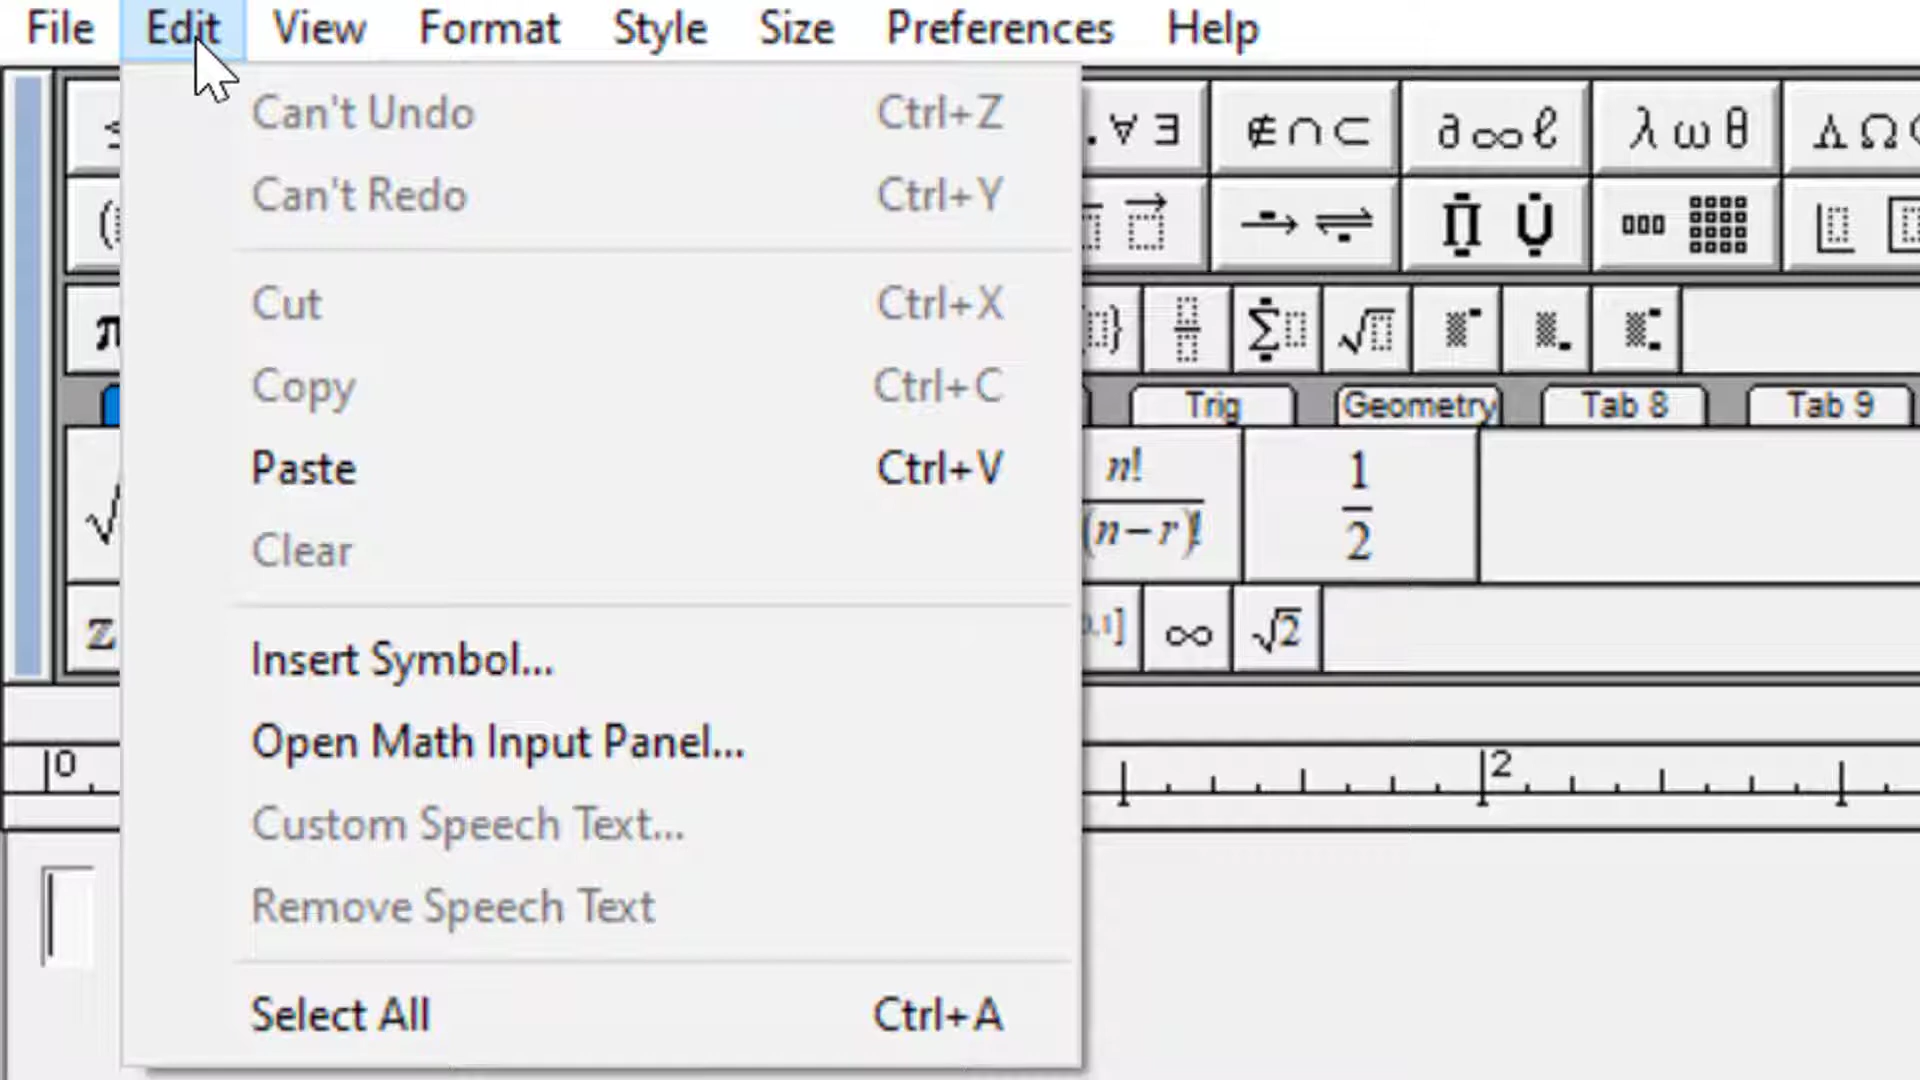 File Edit View Format Style Size Preferences Help
Can't Undo Ctrl+Z
Can't Redo Ctrl+Y
Cut Ctrl+X
Copy Ctrl+C
Paste Ctrl+V
Clear
Insert Symbol...
Open Math Input Panel...
Custom Speech Text...
Remove Speech Text
Select All Ctrl+A
. ∀ ∃ ∉ ∩ ⊂ ∂ ∞ ℓ λ ω θ Λ Ω
Π U
π Σ √
Trig Geometry Tab 8 Tab 9
n!
(n−r)!
1
2
ℤ ,1] ∞ √2
0 2